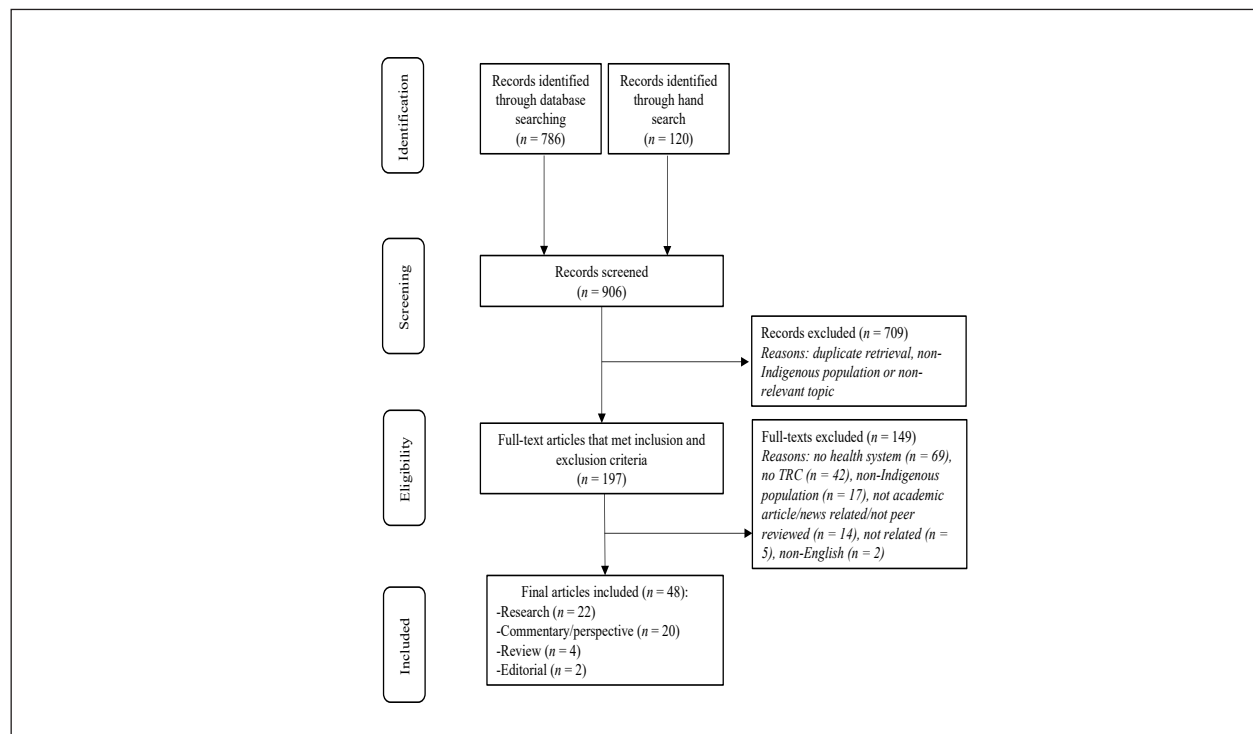 Identification
Records identified
through database
searching
(n = 786)
Records identified
through hand
search
(n = 120)
Screening
Records screened
(n = 906)
Records excluded (n = 709)
Reasons: duplicate retrieval, non-
Indigenous population or non-
relevant topic
Eligibility
Full-text articles that met inclusion and
exclusion criteria
(n = 197)
Full-texts excluded (n = 149)
Reasons: no health system (n = 69),
no TRC (n = 42), non-Indigenous
population (n = 17), not academic
article/news related/not peer
reviewed (n = 14), not related (n =
5), non-English (n = 2)
Included
Final articles included (n = 48):
-Research (n = 22)
-Commentary/perspective (n = 20)
-Review (n = 4)
-Editorial (n = 2)